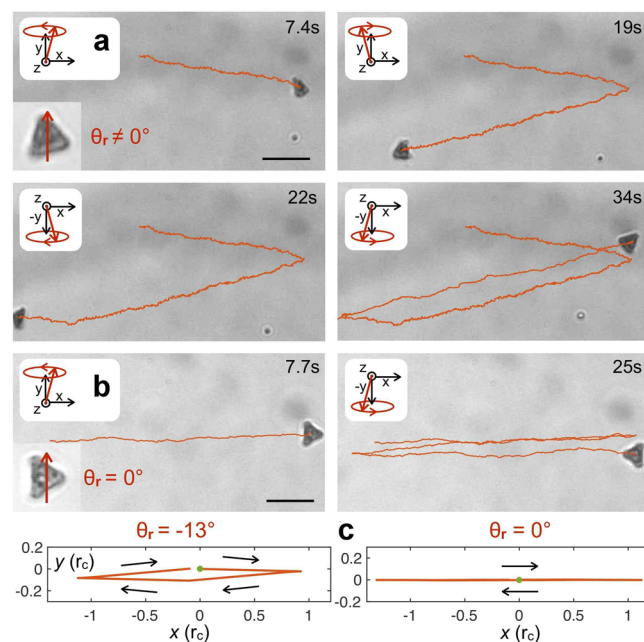 a
y
x
z
7.4s
θr ≠ 0°
y
x
z
19s
z
x
-y
22s
z
x
-y
34s
b
y
x
z
7.7s
θr = 0°
z
x
-y
25s
c
θr = -13°
0.2
0
-0.2
y (rc)
-1
-0.5
0
0.5
1
x (rc)
θr = 0°
0.2
0
-0.2
-1
-0.5
0
0.5
1
x (rc)